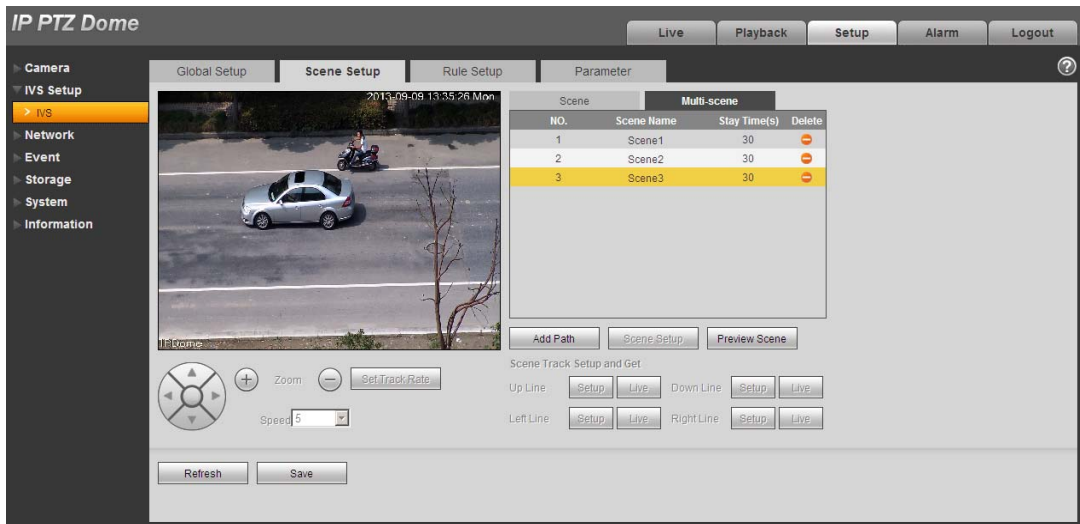 IP PTZ Dome
Live Playback Setup Alarm Logout
Camera
IVS Setup
IVS
Network
Event
Storage
System
Information
Global Setup Scene Setup Rule Setup Parameter
2013-09-09 13:35:26 Mon
IPDome
Scene Multi-scene
NO. Scene Name Stay Time(s) Delete
1 Scene1 30
2 Scene2 30
3 Scene3 30
Add Path Scene Setup Preview Scene
Scene Track Setup and Get
Up Line Setup Live Down Line Setup Live
Left Line Setup Live Right Line Setup Live
Zoom Set Track Rate
Speed 5
Refresh Save